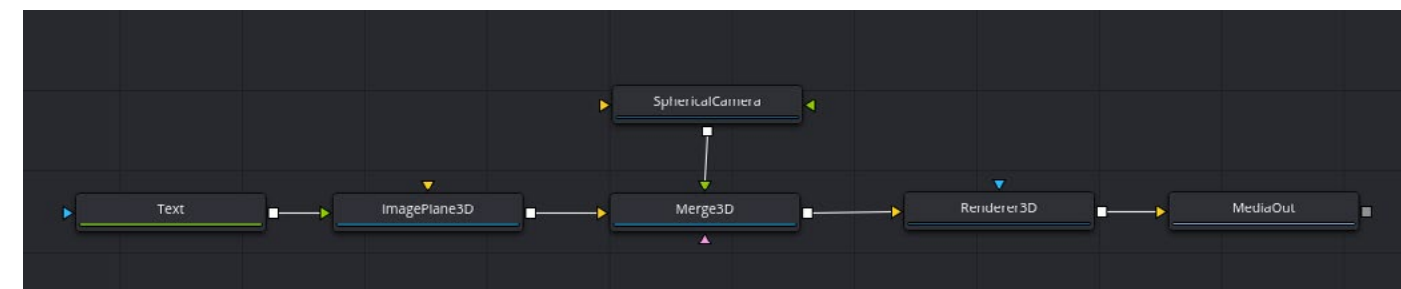 SphericalCamera
Text
ImagePlane3D
Merge3D
Renderer3D
MediaOut